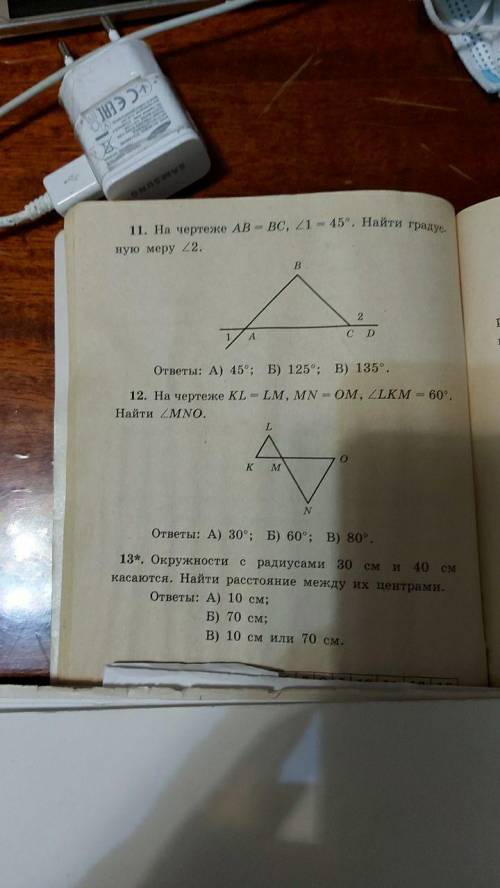 SAMSUNG
11. На чертеже AB = BC, ∠1 = 45°. Найти градус-
ную меру ∠2.
B
2
1 A C D
Ответы: А) 45°; Б) 125°; В) 135°.
12. На чертеже KL = LM, MN = OM, ∠LKM = 60°.
Найти ∠MNO.
L
K M O
N
Ответы: А) 30°; Б) 60°; В) 80°.
13*. Окружности с радиусами 30 см и 40 см
касаются. Найти расстояние между их центрами.
Ответы: А) 10 см;
Б) 70 см;
В) 10 см или 70 см.